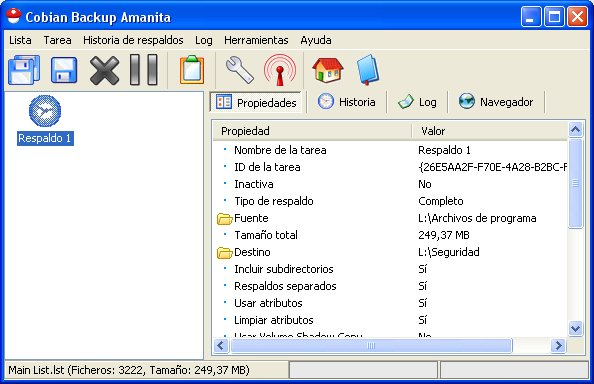 Cobian Backup Amanita
Lista Tarea Historia de respaldos Log Herramientas Ayuda
Propiedades Historia Log Navegador
Respaldo 1
Propiedad Valor
Nombre de la tarea Respaldo 1
ID de la tarea {26E5AA2F-F70E-4A28-B2BC-F
Inactiva No
Tipo de respaldo Completo
Fuente L:\Archivos de programa
Tamaño total 249,37 MB
Destino L:\Seguridad
Incluir subdirectorios Sí
Respaldos separados Sí
Usar atributos Sí
Limpiar atributos Sí
Usar Volume Shadow Copy No
Main List.lst (Ficheros: 3222, Tamaño: 249,37 MB)